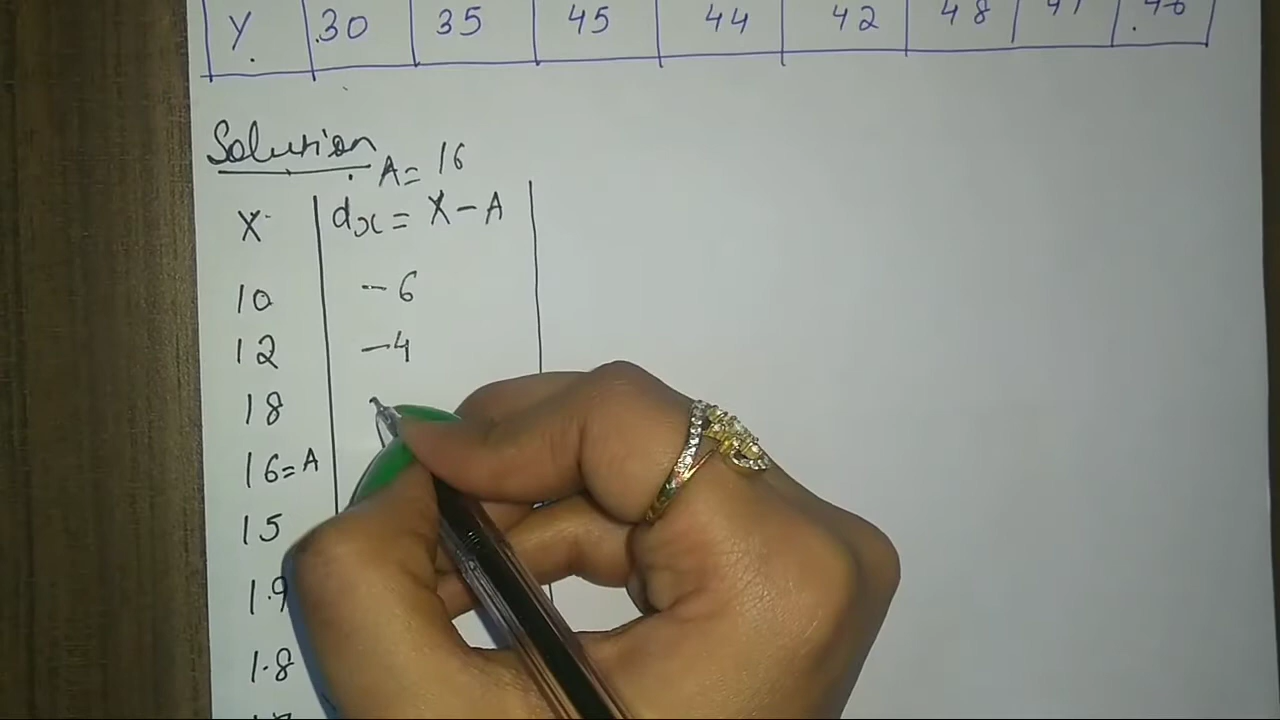 Y 30 35 45 44 42 48
Solution
A = 16
X dx = X - A
10 -6
12 -4
18
16 = A
15
1.9
1.8